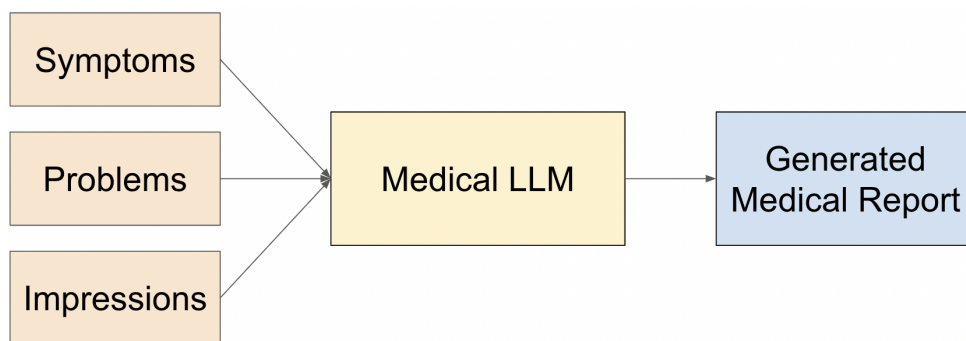 Symptoms
Problems
Impressions
Medical LLM
Generated
Medical Report